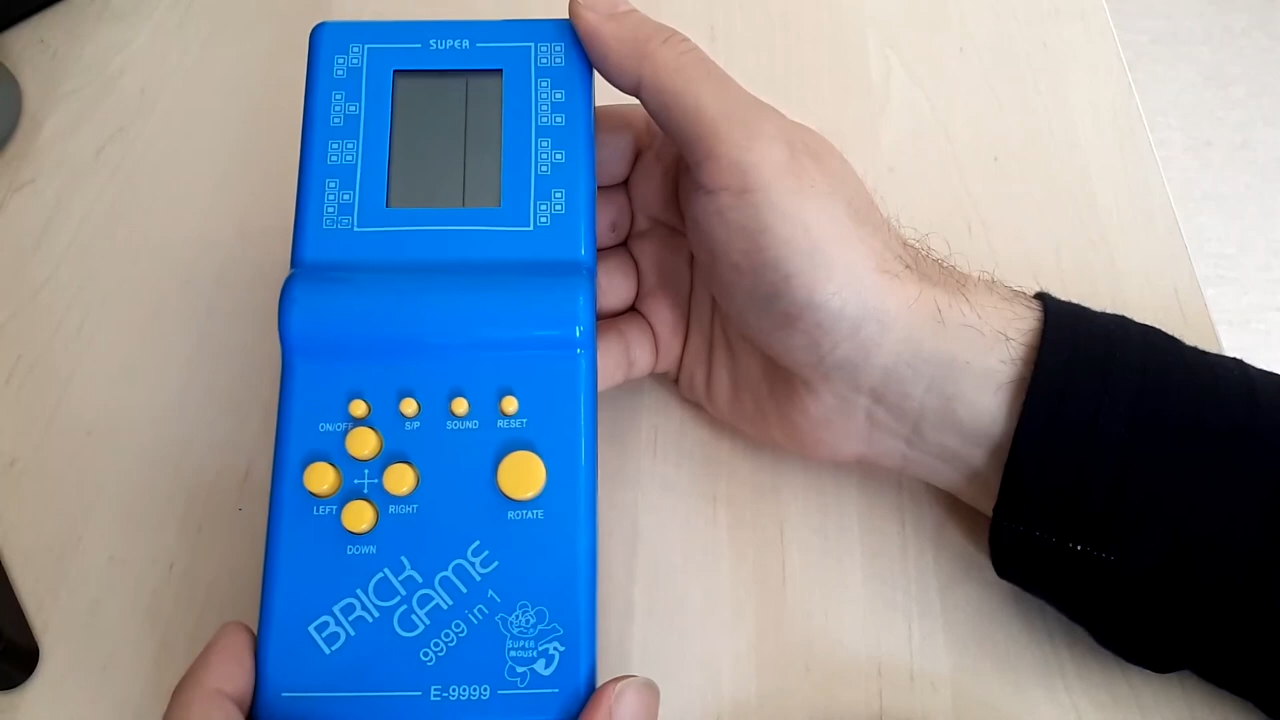 SUPER
ON/OFF S/P SOUND RESET
LEFT RIGHT
ROTATE
DOWN
BRICK
GAME
9999 in 1
SUPER
MOUSE
E-9999